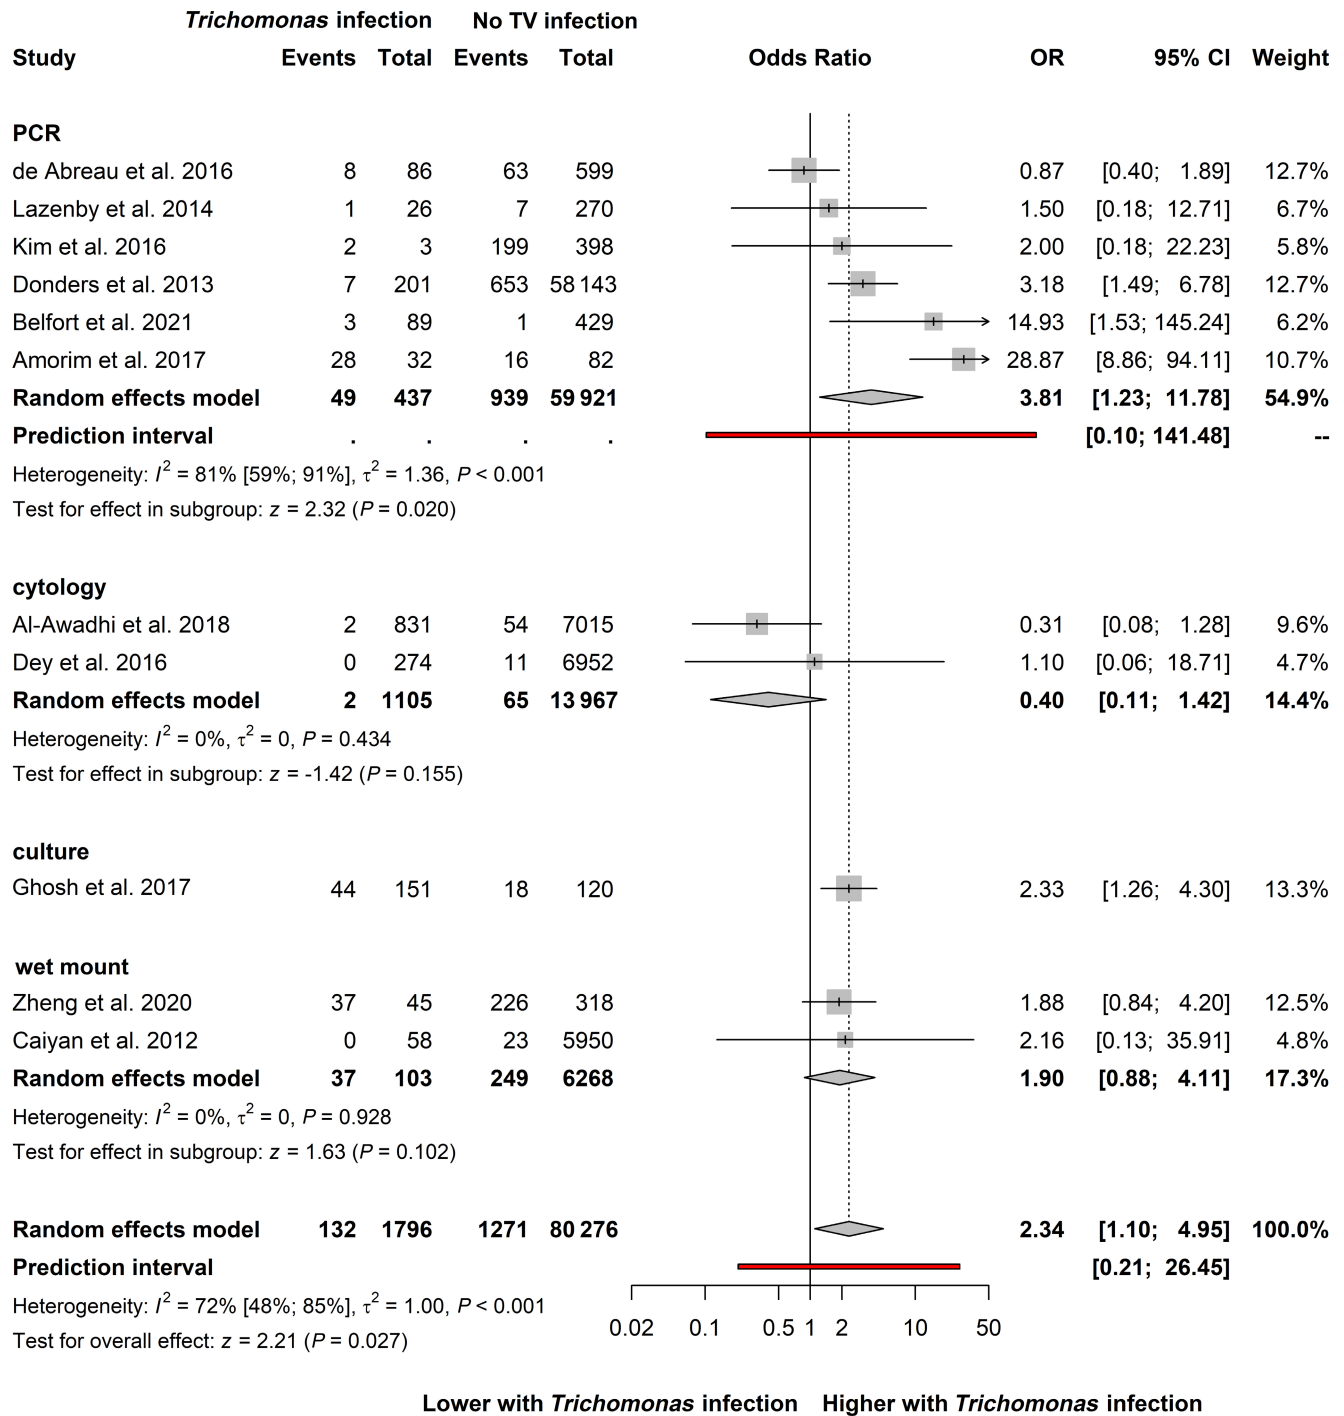 Trichomonas infection No TV infection
Study Events Total Events Total Odds Ratio OR 95% CI Weight
PCR
de Abreau et al. 2016 8 86 63 599 0.87 [0.40; 1.89] 12.7%
Lazenby et al. 2014 1 26 7 270 1.50 [0.18; 12.71] 6.7%
Kim et al. 2016 2 3 199 398 2.00 [0.18; 22.23] 5.8%
Donders et al. 2013 7 201 653 58 143 3.18 [1.49; 6.78] 12.7%
Belfort et al. 2021 3 89 1 429 14.93 [1.53; 145.24] 6.2%
Amorim et al. 2017 28 32 16 82 28.87 [8.86; 94.11] 10.7%
Random effects model 49 437 939 59 921 3.81 [1.23; 11.78] 54.9%
Prediction interval . . . . [0.10; 141.48] --
Heterogeneity: I² = 81% [59%; 91%], τ² = 1.36, P < 0.001
Test for effect in subgroup: z = 2.32 (P = 0.020)
cytology
Al-Awadhi et al. 2018 2 831 54 7015 0.31 [0.08; 1.28] 9.6%
Dey et al. 2016 0 274 11 6952 1.10 [0.06; 18.71] 4.7%
Random effects model 2 1105 65 13 967 0.40 [0.11; 1.42] 14.4%
Heterogeneity: I² = 0%, τ² = 0, P = 0.434
Test for effect in subgroup: z = -1.42 (P = 0.155)
culture
Ghosh et al. 2017 44 151 18 120 2.33 [1.26; 4.30] 13.3%
wet mount
Zheng et al. 2020 37 45 226 318 1.88 [0.84; 4.20] 12.5%
Caiyan et al. 2012 0 58 23 5950 2.16 [0.13; 35.91] 4.8%
Random effects model 37 103 249 6268 1.90 [0.88; 4.11] 17.3%
Heterogeneity: I² = 0%, τ² = 0, P = 0.928
Test for effect in subgroup: z = 1.63 (P = 0.102)
Random effects model 132 1796 1271 80 276 2.34 [1.10; 4.95] 100.0%
Prediction interval [0.21; 26.45]
Heterogeneity: I² = 72% [48%; 85%], τ² = 1.00, P < 0.001
Test for overall effect: z = 2.21 (P = 0.027)
0.02 0.1 0.5 1 2 10 50
Lower with Trichomonas infection Higher with Trichomonas infection